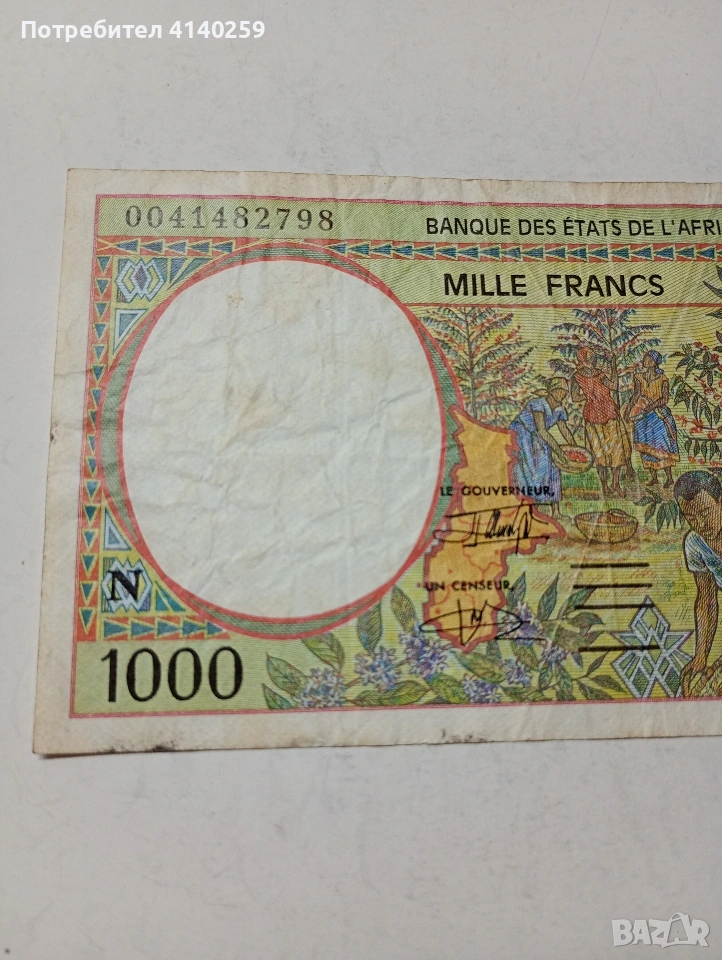 Потребител 4140259
0041482798
BANQUE DES ÉTATS DE L'AFRI
MILLE FRANCS
LE GOUVERNEUR,
UN CENSEUR,
N
1000
BAZAR